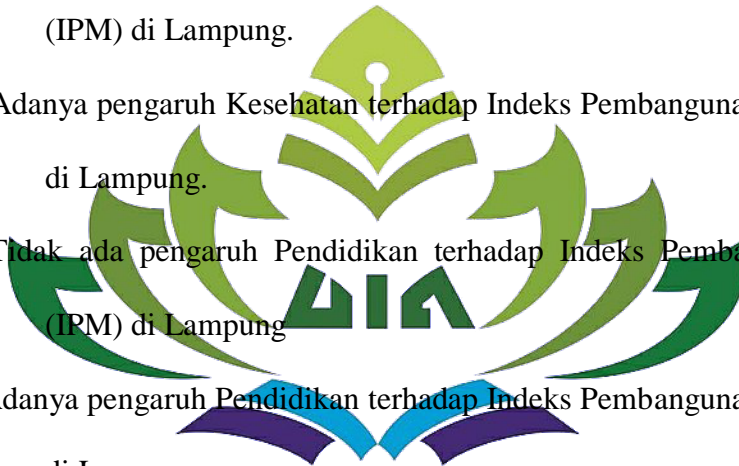 (IPM) di Lampung.
Adanya pengaruh Kesehatan terhadap Indeks Pembanguna
di Lampung.
Tidak ada pengaruh Pendidikan terhadap Indeks Pemba
UIN
(IPM) di Lampung
Adanya pengaruh Pendidikan terhadap Indeks Pembanguna